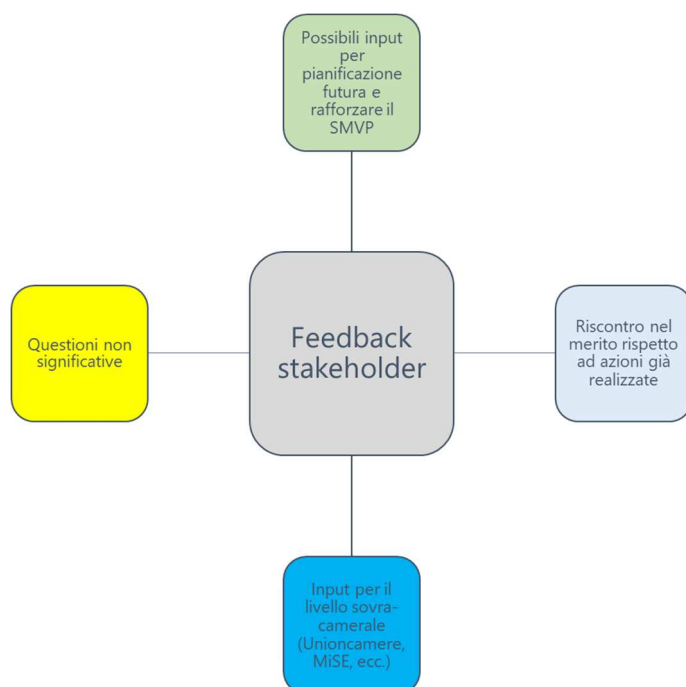 Possibili input
per
pianificazione
futura e
rafforzare il
SMVP
Questioni non
significative
Feedback
stakeholder
Riscontro nel
merito rispetto
ad azioni già
realizzate
Input per il
livello sovra-
camerale
(Unioncamere,
MiSE, ecc.)